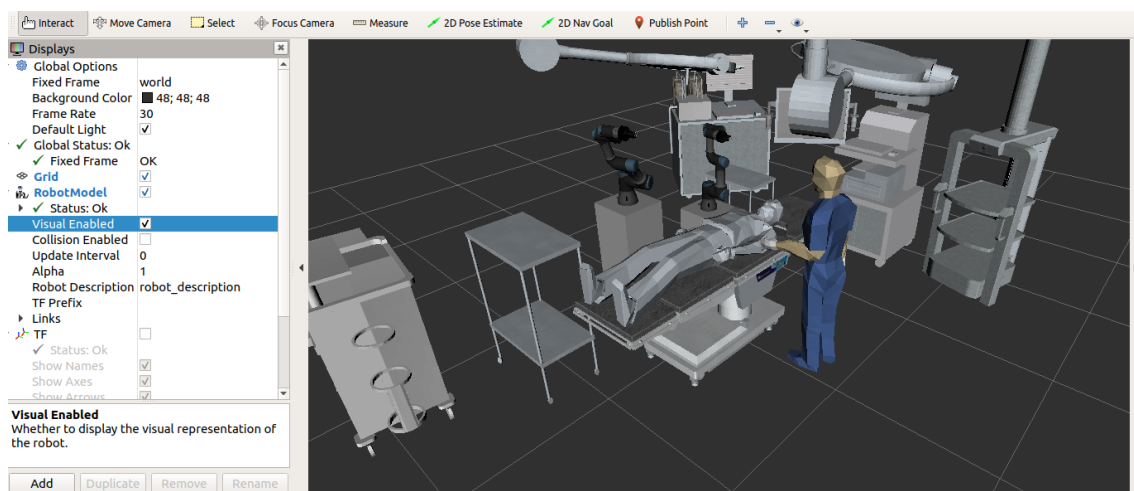 Interact Move Camera Select Focus Camera Measure 2D Pose Estimate 2D Nav Goal Publish Point
Displays
Global Options
Fixed Frame world
Background Color 48; 48; 48
Frame Rate 30
Default Light
Global Status: Ok
Fixed Frame OK
Grid
RobotModel
Status: Ok
Visual Enabled
Collision Enabled
Update Interval 0
Alpha 1
Robot Description robot_description
TF Prefix
Links
TF
Status: Ok
Show Names
Show Axes
Show Arrows
Visual Enabled
Whether to display the visual representation of
the robot.
Add Duplicate Remove Rename